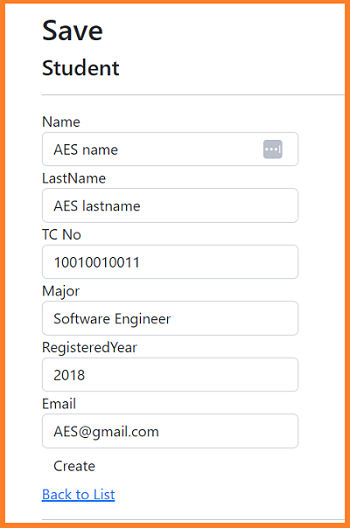 Save
Student
Name
AES name
LastName
AES lastname
TC No
10010010011
Major
Software Engineer
RegisteredYear
2018
Email
AES@gmail.com
Create
Back to List